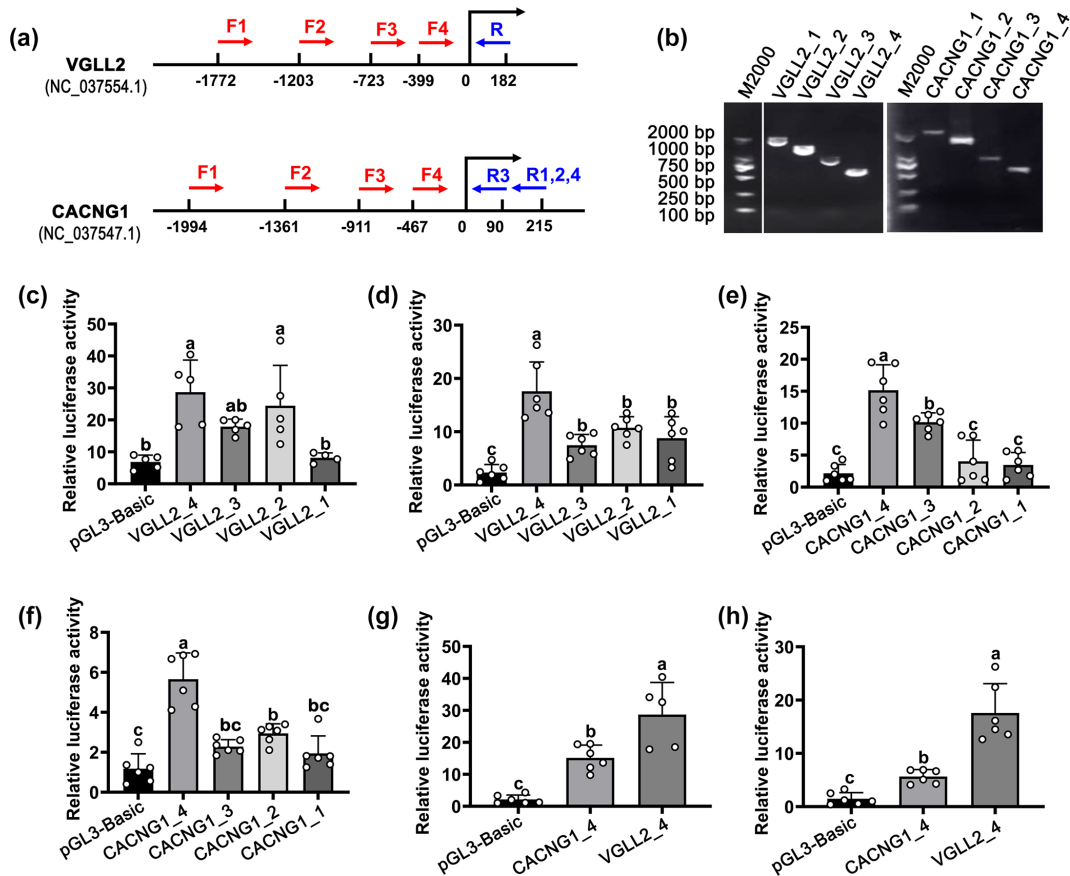 (a)
F1 F2 F3 F4 R
VGLL2
(NC_037554.1)
-1772 -1203 -723 -399 0 182
F1 F2 F3 F4 R3 R1,2,4
CACNG1
(NC_037547.1)
-1994 -1361 -911 -467 0 90 215
(b)
M2000 VGLL2_1 VGLL2_2 VGLL2_3 VGLL2_4 M2000 CACNG1_1 CACNG1_2 CACNG1_3 CACNG1_4
2000 bp
1000 bp
750 bp
500 bp
250 bp
100 bp
(c)
Relative luciferase activity
50
40
30
20
10
0
b a ab a b
pGL3-Basic VGLL2_4 VGLL2_3 VGLL2_2 VGLL2_1
(d)
Relative luciferase activity
30
20
10
0
c a b b b
pGL3-Basic VGLL2_4 VGLL2_3 VGLL2_2 VGLL2_1
(e)
Relative luciferase activity
25
20
15
10
5
0
c a b c c
pGL3-Basic CACNG1_4 CACNG1_3 CACNG1_2 CACNG1_1
(f)
Relative luciferase activity
8
6
4
2
0
c a bc b bc
pGL3-Basic CACNG1_4 CACNG1_3 CACNG1_2 CACNG1_1
(g)
Relative luciferase activity
50
40
30
20
10
0
c b a
pGL3-Basic CACNG1_4 VGLL2_4
(h)
Relative luciferase activity
30
20
10
0
c b a
pGL3-Basic CACNG1_4 VGLL2_4